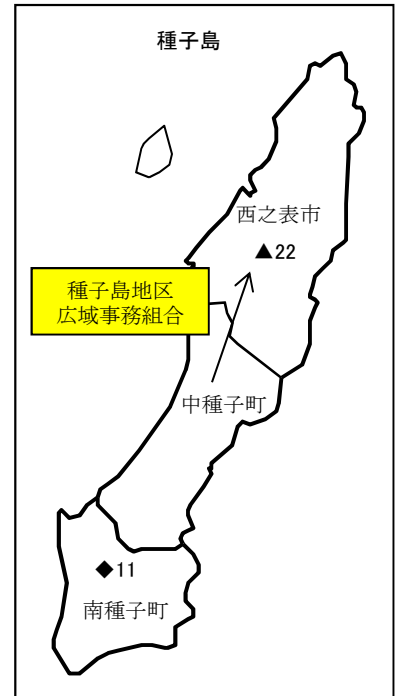 種子島
西之表市
▲22
種子島地区
広域事務組合
中種子町
◆11
南種子町